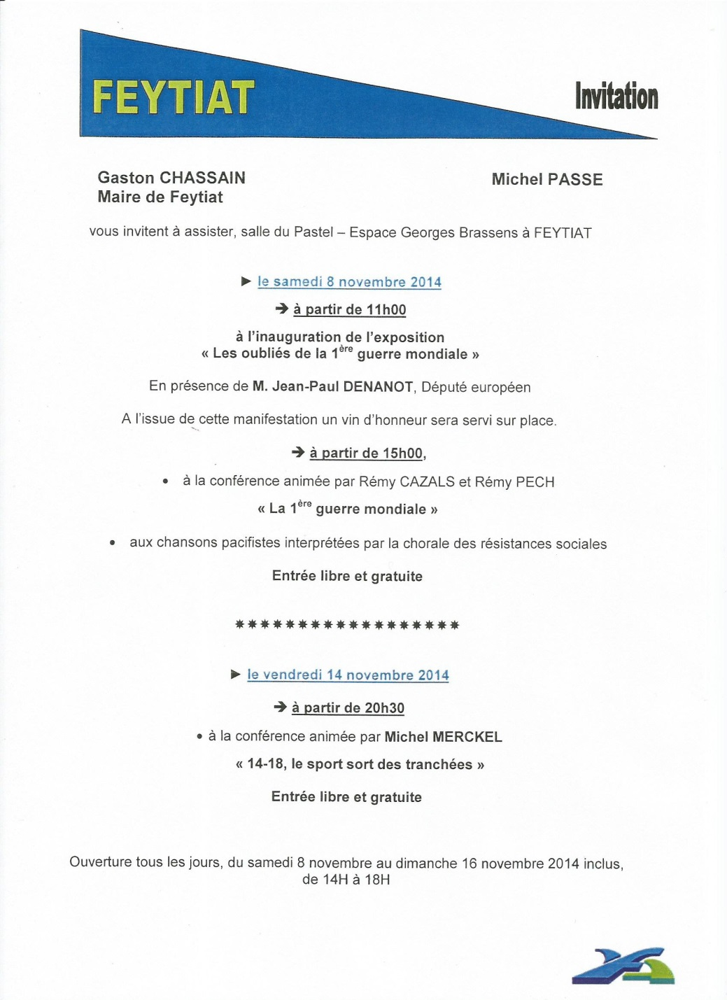 FEYTIAT
Invitation
Gaston CHASSAIN
Maire de Feytiat
Michel PASSE
vous invitent à assister, salle du Pastel – Espace Georges Brassens à FEYTIAT
► le samedi 8 novembre 2014
➔ à partir de 11h00
à l'inauguration de l'exposition
« Les oubliés de la 1ère guerre mondiale »
En présence de M. Jean-Paul DENANOT, Député européen
A l'issue de cette manifestation un vin d'honneur sera servi sur place.
➔ à partir de 15h00,
• à la conférence animée par Rémy CAZALS et Rémy PECH
« La 1ère guerre mondiale »
• aux chansons pacifistes interprétées par la chorale des résistances sociales
Entrée libre et gratuite
******************
► le vendredi 14 novembre 2014
➔ à partir de 20h30
• à la conférence animée par Michel MERCKEL
« 14-18, le sport sort des tranchées »
Entrée libre et gratuite
Ouverture tous les jours, du samedi 8 novembre au dimanche 16 novembre 2014 inclus,
de 14H à 18H